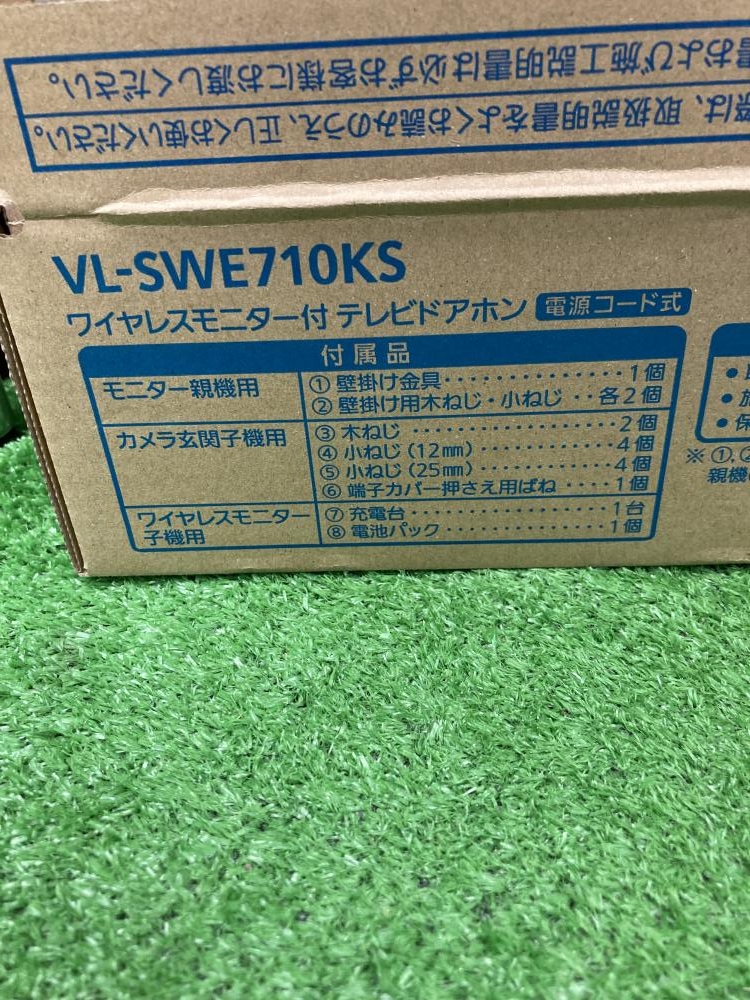 書および施工説明書は必ずお客様にお渡しください。
は、取扱説明書をよくお読みのうえ、正しくお使いください。
VL-SWE710KS
ワイヤレスモニター付 テレビドアホン 電源コード式
付属品
モニター親機用
① 壁掛け金具 1個
② 壁掛け用木ねじ・小ねじ 各2個
カメラ玄関子機用
③ 木ねじ 2個
④ 小ねじ（12㎜） 4個
⑤ 小ねじ（25㎜） 4個
⑥ 端子カバー押さえ用ばね 1個
ワイヤレスモニター
子機用
⑦ 充電台 1台
⑧ 電池パック 1個
● 
● 施
● 保
※ ①,②
親機